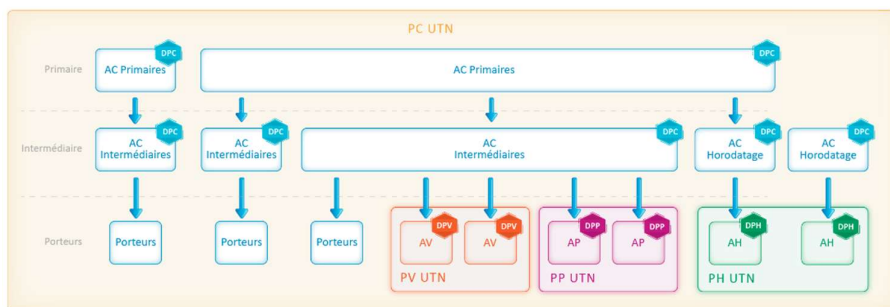 PC UTN
DPC
DPC
Primaire
AC Primaires
AC Primaires
DPC
DPC
DPC
DPC
DPC
Intermédiaire
AC
Intermédiaires
AC
Intermédiaires
AC
Intermédiaires
AC
Horodatage
AC
Horodatage
DPV
DPV
DPP
DPP
DPH
DPH
Porteurs
Porteurs
Porteurs
Porteurs
AV
AV
AP
AP
AH
AH
PV UTN
PP UTN
PH UTN